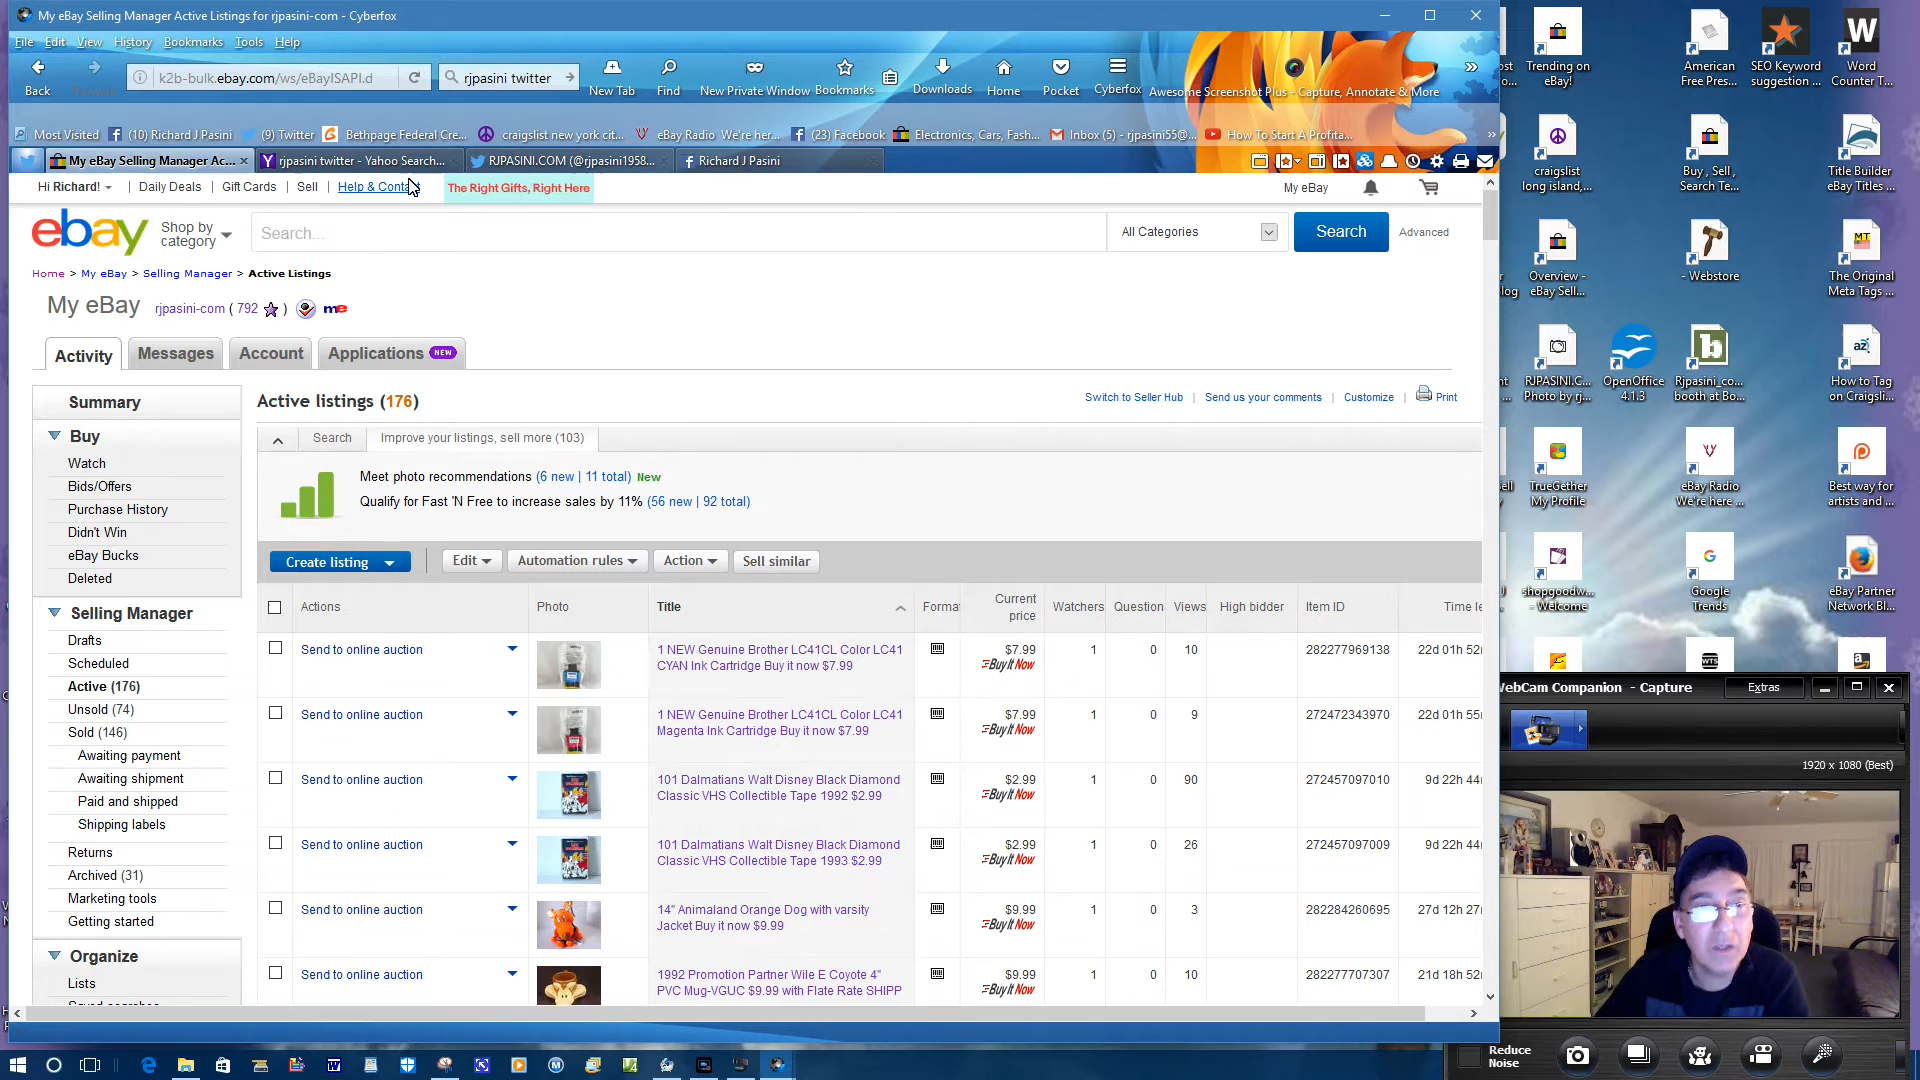 My eBay Selling Manager Active Listings for rjpasini-com - Cyberfox
File Edit View History Bookmarks Tools Help
k2b-bulk.ebay.com/ws/eBayISAPI.d
rjpasini twitter
Back
New Tab Find New Private Window Bookmarks Downloads Home Pocket Cyberfox Awesome Screenshot Plus - Capture, Annotate & More
Most Visited (10) Richard J Pasini (9) Twitter Bethpage Federal Cre... craigslist new york cit... eBay Radio We're her... (23) Facebook Electronics, Cars, Fash... Inbox (5) - rjpasini55@... How To Start A Profita...
My eBay Selling Manager Ac... rjpasini twitter - Yahoo Search... RJPASINI.COM (@rjpasini1958... Richard J Pasini
Hi Richard! Daily Deals Gift Cards Sell Help & Contact The Right Gifts, Right Here My eBay
ebay Shop by category Search... All Categories Search Advanced
Home > My eBay > Selling Manager > Active Listings
My eBay rjpasini-com ( 792 ) me
Activity Messages Account Applications NEW
Summary
Buy
Watch
Bids/Offers
Purchase History
Didn't Win
eBay Bucks
Deleted
Selling Manager
Drafts
Scheduled
Active (176)
Unsold (74)
Sold (146)
Awaiting payment
Awaiting shipment
Paid and shipped
Shipping labels
Returns
Archived (31)
Marketing tools
Getting started
Organize
Lists
Active listings (176)
Switch to Seller Hub | Send us your comments | Customize | Print
Search Improve your listings, sell more (103)
Meet photo recommendations (6 new | 11 total) New
Qualify for Fast 'N Free to increase sales by 11% (56 new | 92 total)
Create listing Edit Automation rules Action Sell similar
Actions Photo Title Format Current price Watchers Question Views High bidder Item ID Time le
Send to online auction 1 NEW Genuine Brother LC41CL Color LC41 $7.99 1 0 10 282277969138 22d 01h 52m
CYAN Ink Cartridge Buy it now $7.99 Buy It Now
Send to online auction 1 NEW Genuine Brother LC41CL Color LC41 $7.99 1 0 9 272472343970 22d 01h 55m
Magenta Ink Cartridge Buy it now $7.99 Buy It Now
Send to online auction 101 Dalmatians Walt Disney Black Diamond $2.99 1 0 90 272457097010 9d 22h 44m
Classic VHS Collectible Tape 1992 $2.99 Buy It Now
Send to online auction 101 Dalmatians Walt Disney Black Diamond $2.99 1 0 26 272457097009 9d 22h 44m
Classic VHS Collectible Tape 1993 $2.99 Buy It Now
Send to online auction 14" Animaland Orange Dog with varsity $9.99 1 0 3 282284260695 27d 12h 27m
Jacket Buy it now $9.99 Buy It Now
Send to online auction 1992 Promotion Partner Wile E Coyote 4" $9.99 1 0 10 282277707307 21d 18h 52m
PVC Mug-VGUC $9.99 with Flate Rate SHIPP Buy It Now
Trending on eBay!
American Free Pres...
SEO Keyword suggestion ...
Word Counter T...
craigslist long island,...
Buy , Sell , Search Te...
Title Builder eBay Titles ...
Overview - eBay Sell...
- Webstore
The Original Meta Tags ...
RJPASINI.C... Photo by rj...
OpenOffice 4.1.3
Rjpasini_co... booth at Bo...
How to Tag on Craigsli...
TrueGether My Profile
eBay Radio We're here ...
Best way for artists and ...
shopgoodw... - Welcome
Google Trends
eBay Partner Network Bl...
WebCam Companion - Capture Extras
1920 x 1080 (Best)
Reduce Noise